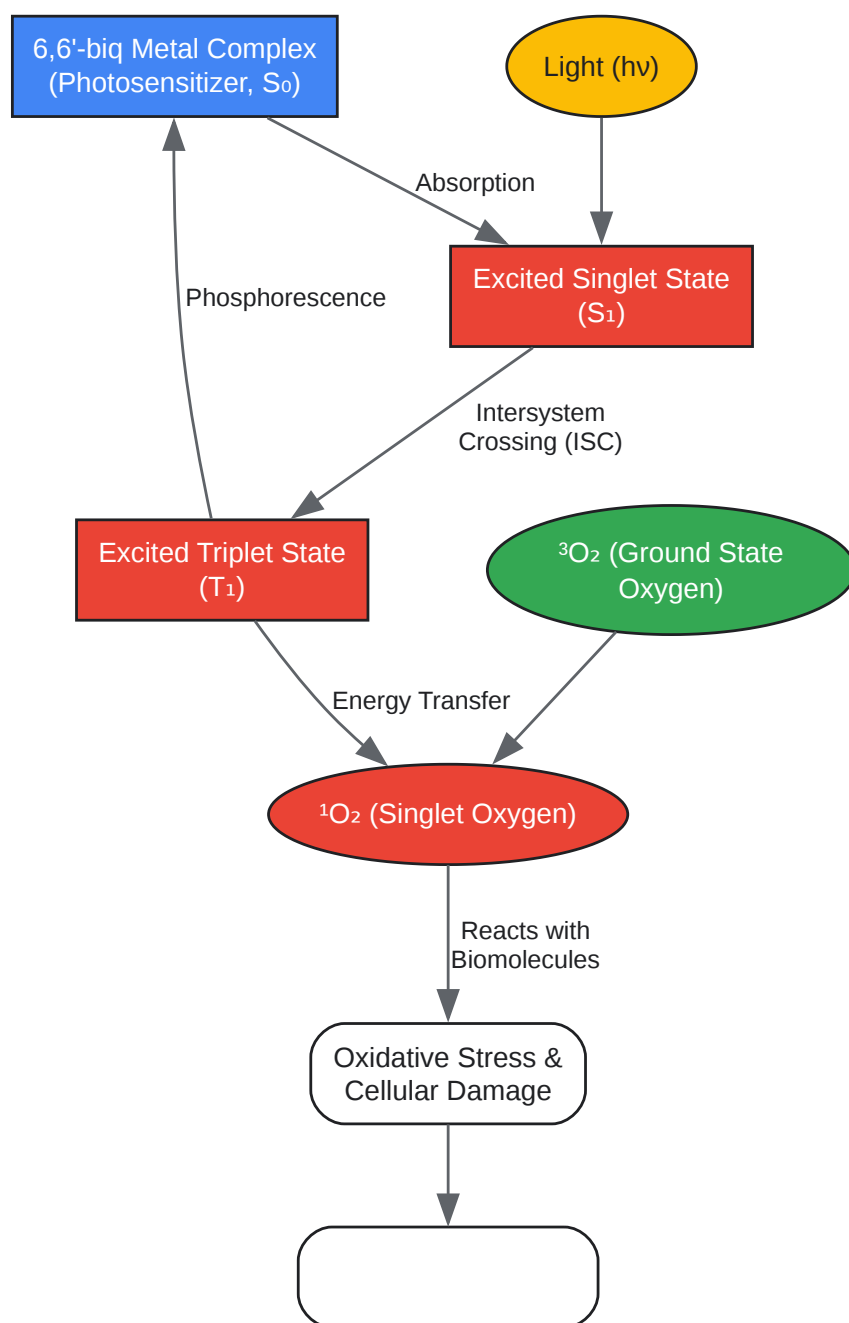 6,6'-biq Metal Complex
(Photosensitizer, S₀)
Light (hν)
Absorption
Excited Singlet State
(S₁)
Phosphorescence
Intersystem
Crossing (ISC)
Excited Triplet State
(T₁)
³O₂ (Ground State
Oxygen)
Energy Transfer
¹O₂ (Singlet Oxygen)
Reacts with
Biomolecules
Oxidative Stress &
Cellular Damage